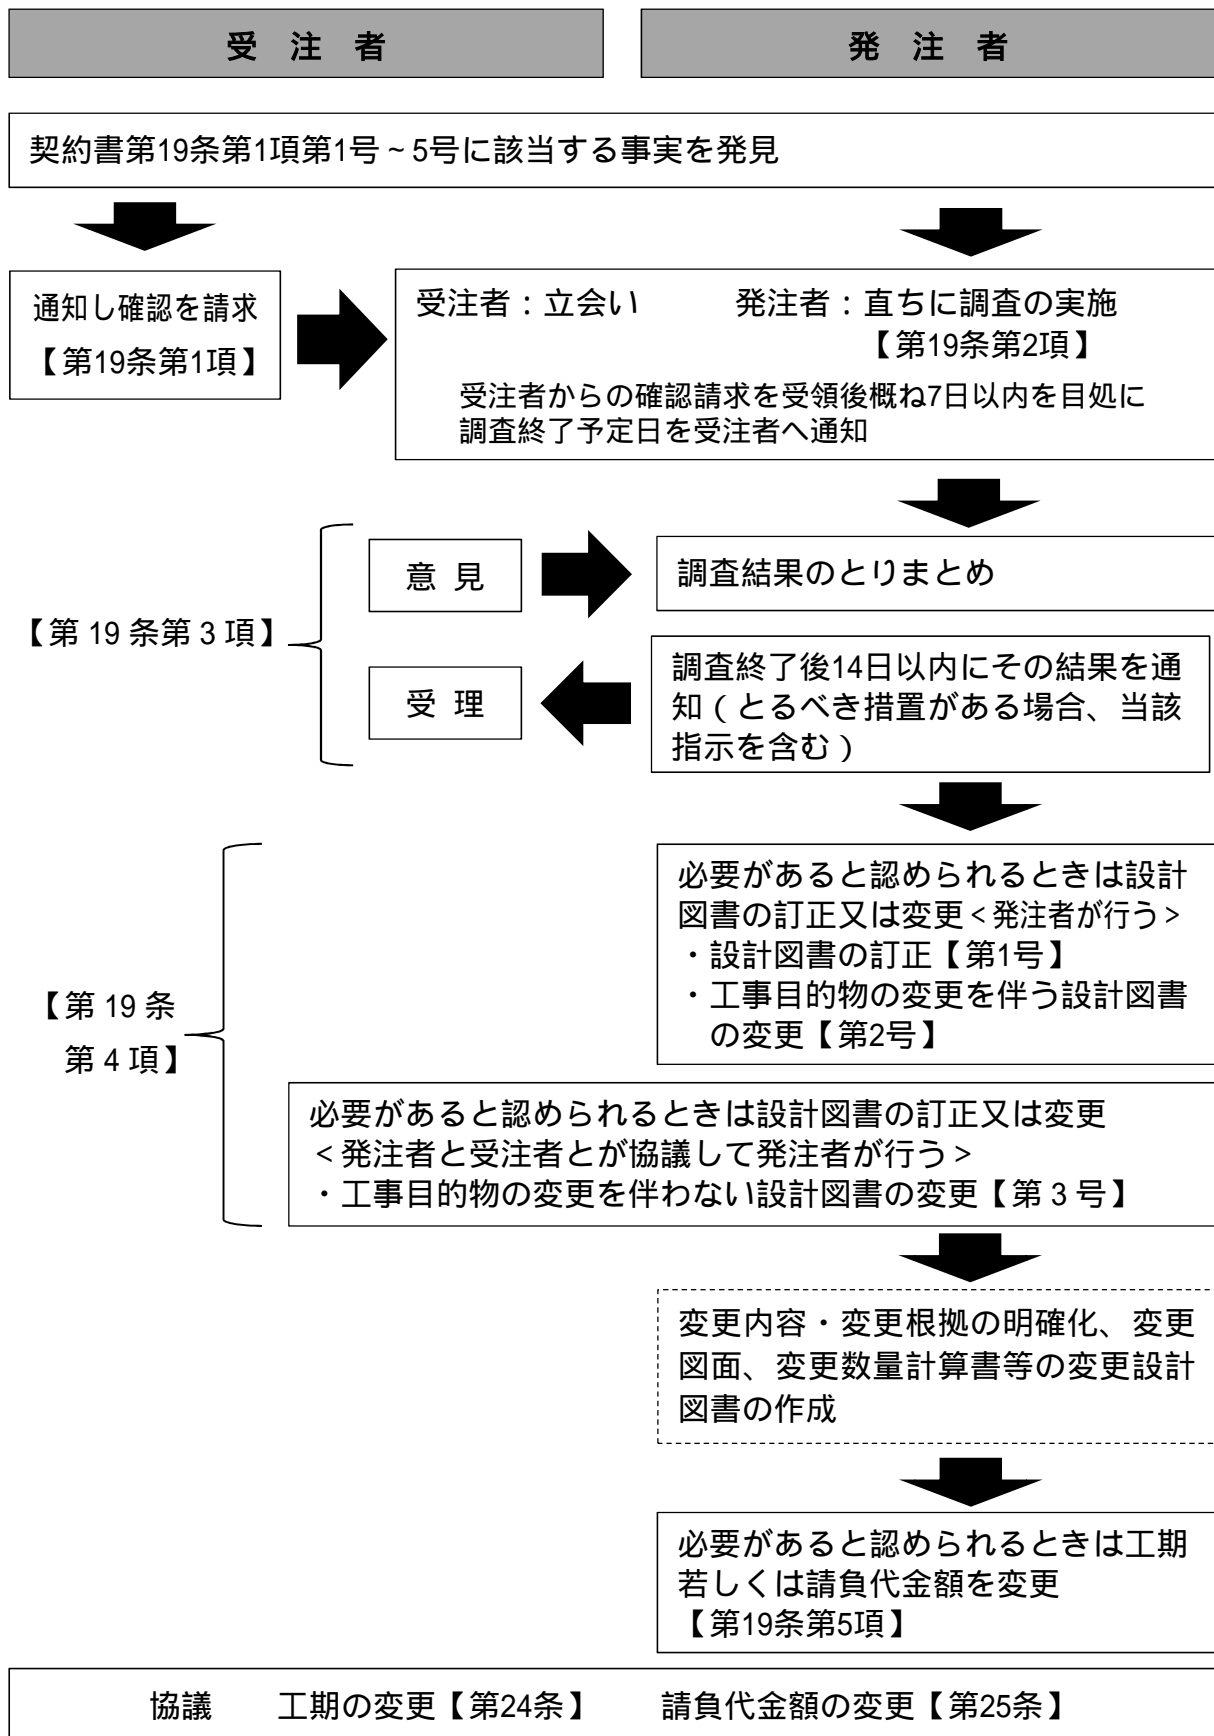 受 注 者
発 注 者
契約書第19条第1項第1号~5号に該当する事実を発見
通知し確認を請求
【第19条第1項】
受注者：立会い 発注者：直ちに調査の実施
【第19条第2項】
受注者からの確認請求を受領後概ね7日以内を目処に
調査終了予定日を受注者へ通知
意 見
調査結果のとりまとめ
【第 19 条第 3 項】
受 理
調査終了後14日以内にその結果を通
知（とるべき措置がある場合、当該
指示を含む）
必要があると認められるときは設計
図書の訂正又は変更＜発注者が行う＞
・設計図書の訂正【第1号】
・工事目的物の変更を伴う設計図書
の変更【第2号】
【第 19 条
第 4 項】
必要があると認められるときは設計図書の訂正又は変更
＜発注者と受注者とが協議して発注者が行う＞
・工事目的物の変更を伴わない設計図書の変更【第３号】
変更内容・変更根拠の明確化、変更
図面、変更数量計算書等の変更設計
図書の作成
必要があると認められるときは工期
若しくは請負代金額を変更
【第19条第5項】
協議 工期の変更【第24条】 請負代金額の変更【第25条】